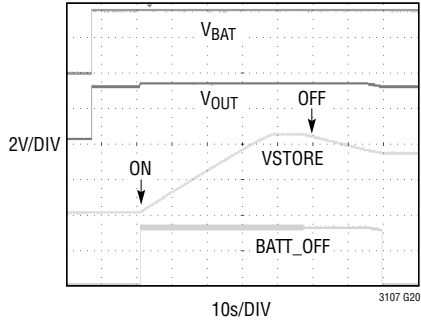 VBAT
VOUT
OFF
2V/DIV
VSTORE
ON
BATT_OFF
3107 G20
10s/DIV